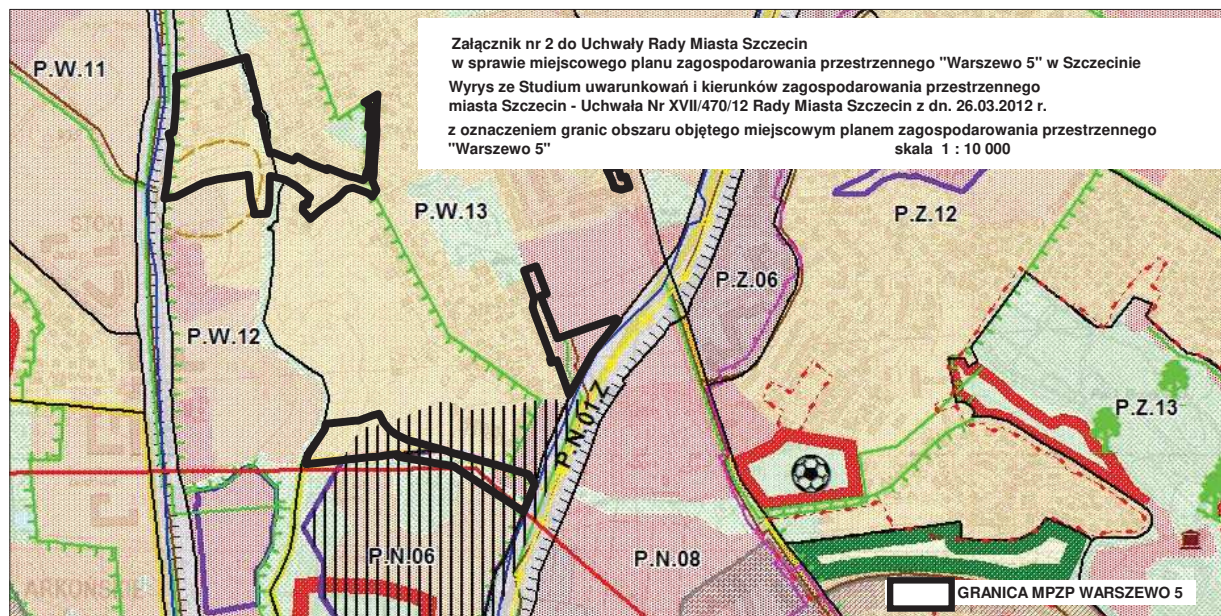 Załącznik nr 2 do Uchwały Rady Miasta Szczecin
w sprawie miejscowego planu zagospodarowania przestrzennego "Warszewo 5" w Szczecinie
Wyrys ze Studium uwarunkowań i kierunków zagospodarowania przestrzennego
miasta Szczecin - Uchwała Nr XVII/470/12 Rady Miasta Szczecin z dn. 26.03.2012 r.
z oznaczeniem granic obszaru objętego miejscowym planem zagospodarowania przestrzennego
"Warszewo 5" skala 1 : 10 000
P.W.11
P.W.13
P.Z.12
STOKI
P.Z.06
P.W.12
P.Z.13
P.N.01.Z
P.N.06
P.N.08
ARKOŃSKIE
GRANICA MPZP WARSZEWO 5